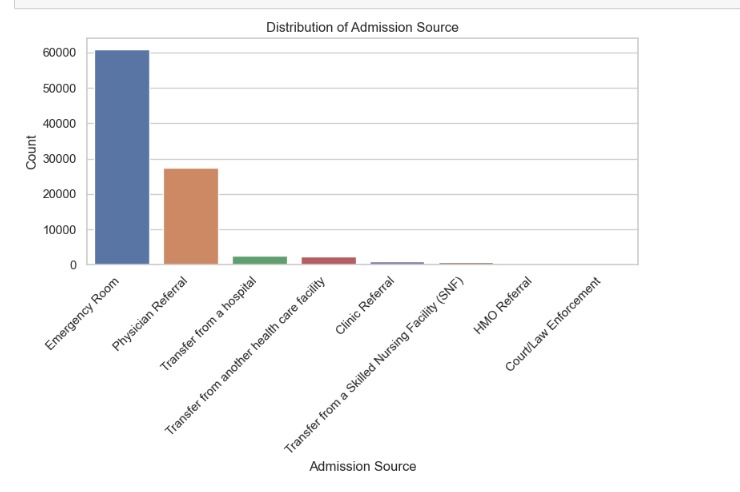 Distribution of Admission Source
60000
50000
40000
30000
20000
10000
0
Count
Emergency Room
Physician Referral
Transfer from a hospital
Transfer from another health care facility
Clinic Referral
Transfer from a Skilled Nursing Facility (SNF)
HMO Referral
Court/Law Enforcement
Admission Source